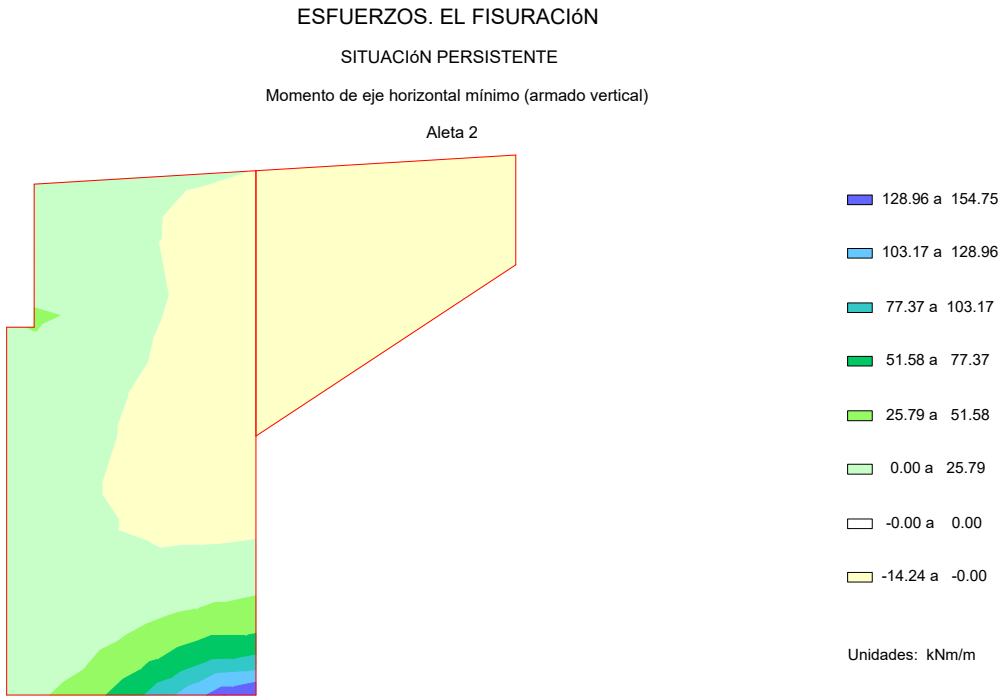 ESFUERZOS. EL FISURACIóN
SITUACIóN PERSISTENTE
Momento de eje horizontal mínimo (armado vertical)
Aleta 2
128.96 a 154.75
103.17 a 128.96
77.37 a 103.17
51.58 a 77.37
25.79 a 51.58
0.00 a 25.79
-0.00 a 0.00
-14.24 a -0.00
Unidades: kNm/m